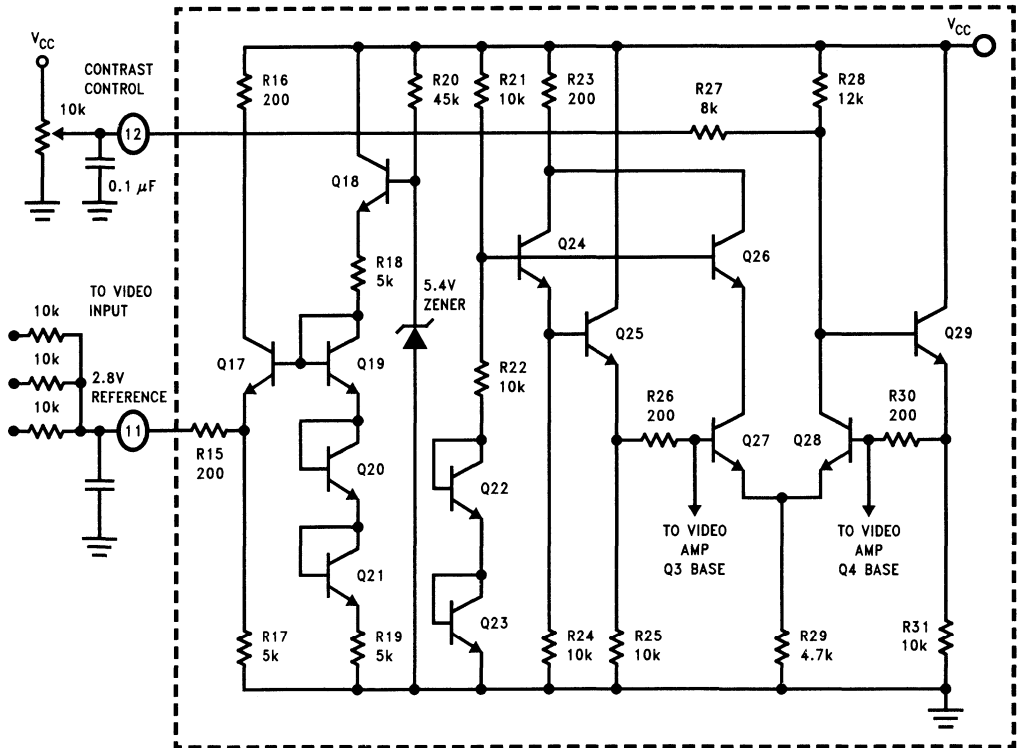 VCC
VCC
CONTRAST
CONTROL
10k
12
0.1 µF
R16
200
R20
45k
R21
10k
R23
200
R27
8k
R28
12k
Q18
Q24
Q26
R18
5k
5.4V
ZENER
Q25
Q29
TO VIDEO
INPUT
10k
10k
10k
2.8V
REFERENCE
11
Q17
Q19
R22
10k
R26
200
R30
200
R15
200
Q27
Q28
Q20
Q22
TO VIDEO
AMP
Q3 BASE
TO VIDEO
AMP
Q4 BASE
Q21
Q23
R17
5k
R19
5k
R24
10k
R25
10k
R29
4.7k
R31
10k